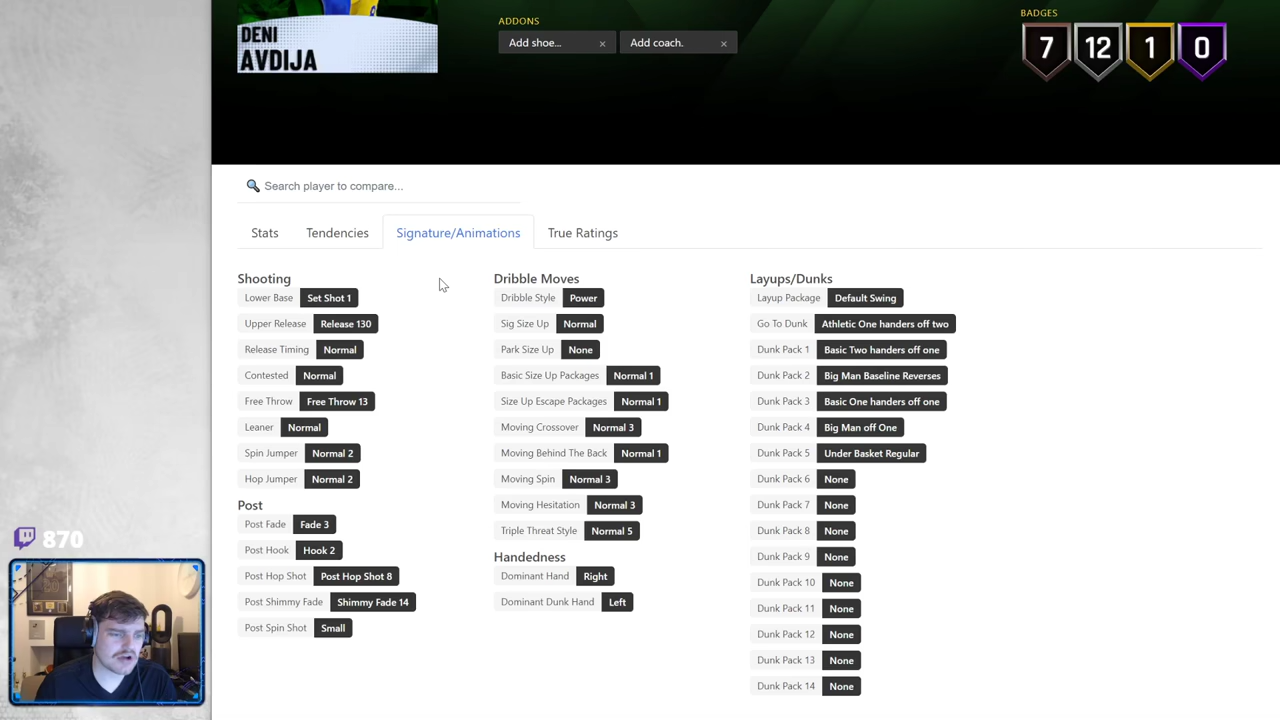 DENI
AVDIJA
ADDONS
Add shoe... ×
Add coach. ×
BADGES
7 12 1 0
Search player to compare...
Stats Tendencies Signature/Animations True Ratings
Shooting
Lower Base Set Shot 1
Upper Release Release 130
Release Timing Normal
Contested Normal
Free Throw Free Throw 13
Leaner Normal
Spin Jumper Normal 2
Hop Jumper Normal 2
Post
Post Fade Fade 3
Post Hook Hook 2
Post Hop Shot Post Hop Shot 8
Post Shimmy Fade Shimmy Fade 14
Post Spin Shot Small
Dribble Moves
Dribble Style Power
Sig Size Up Normal
Park Size Up None
Basic Size Up Packages Normal 1
Size Up Escape Packages Normal 1
Moving Crossover Normal 3
Moving Behind The Back Normal 1
Moving Spin Normal 3
Moving Hesitation Normal 3
Triple Threat Style Normal 5
Handedness
Dominant Hand Right
Dominant Dunk Hand Left
Layups/Dunks
Layup Package Default Swing
Go To Dunk Athletic One handers off two
Dunk Pack 1 Basic Two handers off one
Dunk Pack 2 Big Man Baseline Reverses
Dunk Pack 3 Basic One handers off one
Dunk Pack 4 Big Man off One
Dunk Pack 5 Under Basket Regular
Dunk Pack 6 None
Dunk Pack 7 None
Dunk Pack 8 None
Dunk Pack 9 None
Dunk Pack 10 None
Dunk Pack 11 None
Dunk Pack 12 None
Dunk Pack 13 None
Dunk Pack 14 None
870